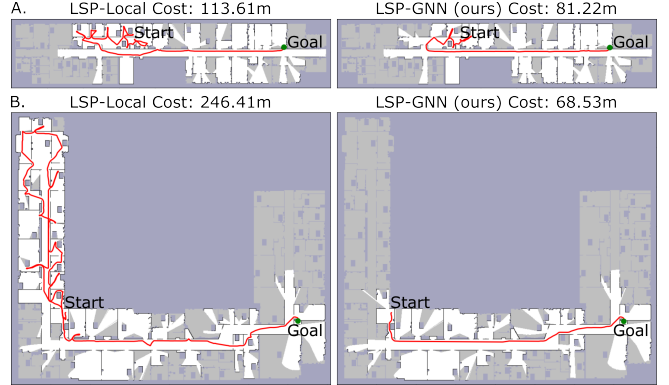 A. LSP-Local Cost: 113.61m LSP-GNN (ours) Cost: 81.22m
Start Start
Goal Goal
B. LSP-Local Cost: 246.41m LSP-GNN (ours) Cost: 68.53m
Start Start
Goal Goal